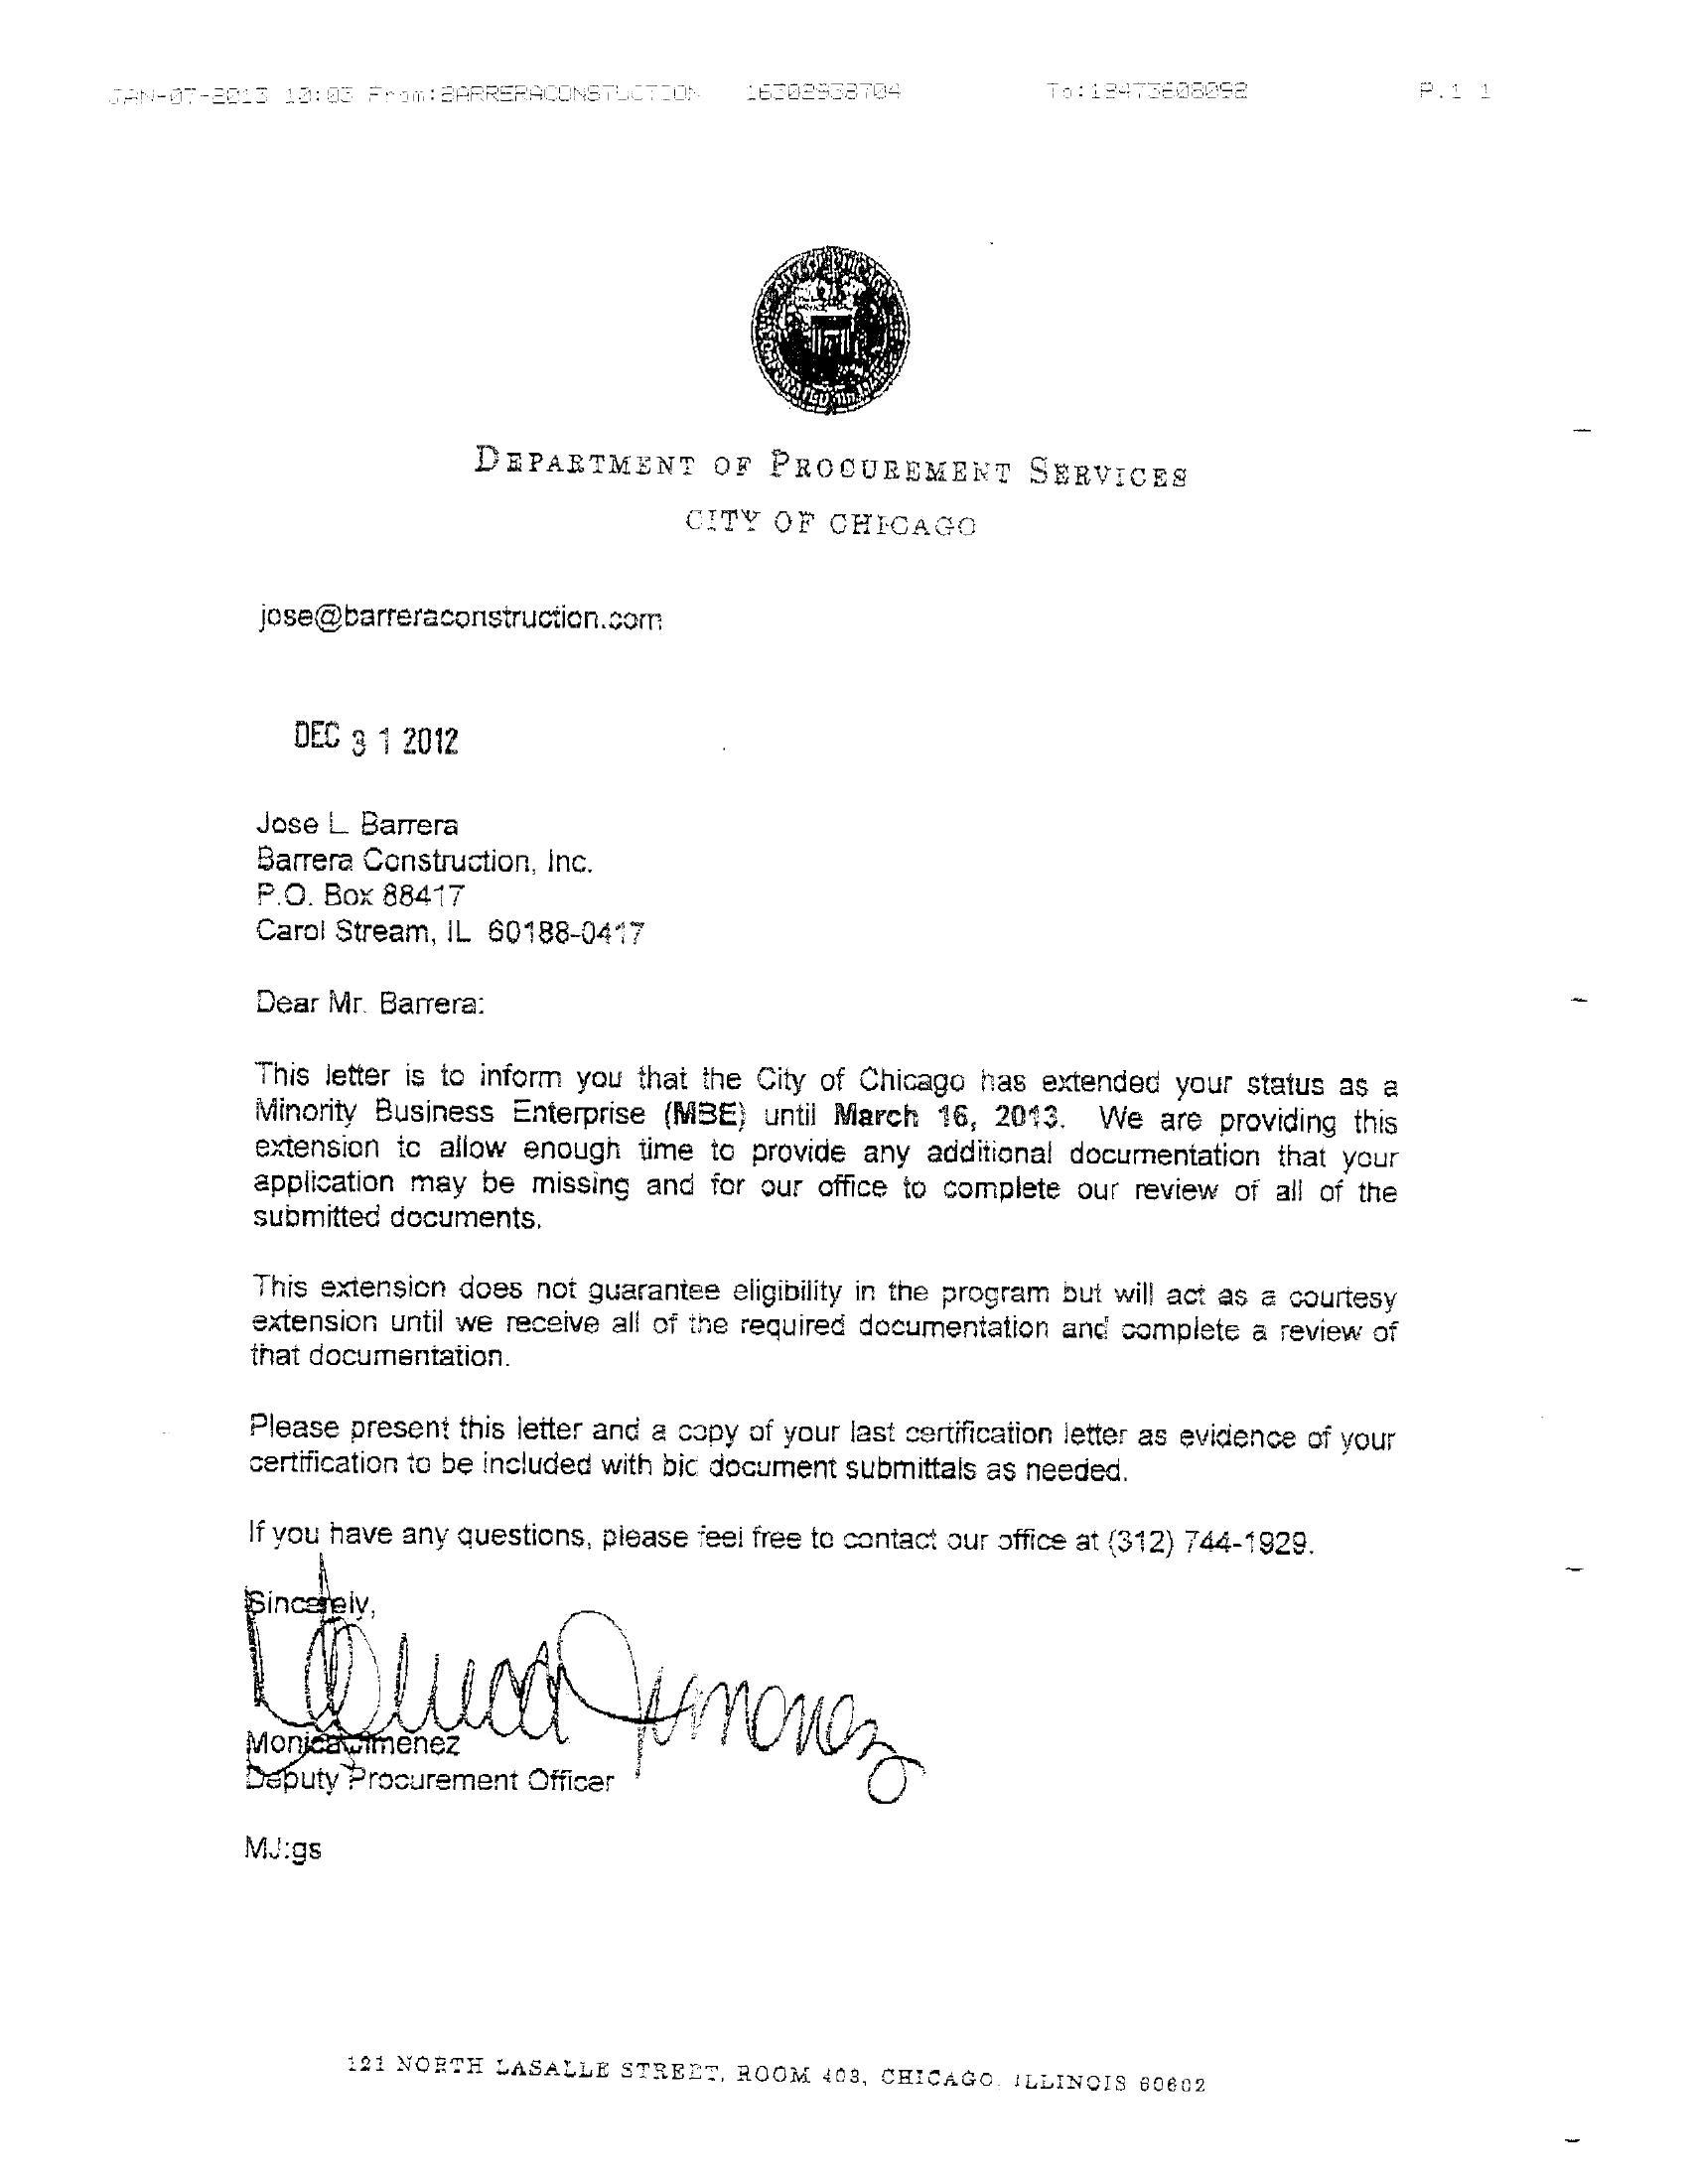 JAN-07-2013 10:03 From:BARRERACONSTUCTION 16302938704 To:18473608098 P.1 1
DEPARTMENT OF PROCUREMENT SERVICES
CITY OF CHICAGO
jose@barreraconstruction.com
DEC 31 2012
Jose L Barrera
Barrera Construction, Inc.
P.O. Box 88417
Carol Stream, IL 60188-0417
Dear Mr. Barrera:
This letter is to inform you that the City of Chicago has extended your status as a
Minority Business Enterprise (MBE) until March 16, 2013. We are providing this
extension to allow enough time to provide any additional documentation that your
application may be missing and for our office to complete our review of all of the
submitted documents.
This extension does not guarantee eligibility in the program but will act as a courtesy
extension until we receive all of the required documentation and complete a review of
that documentation.
Please present this letter and a copy of your last certification letter as evidence of your
certification to be included with bid document submittals as needed.
If you have any questions, please feel free to contact our office at (312) 744-1929.
Sincerely,
Monica Jimenez
Monica Jimenez
Deputy Procurement Officer
MJ:gs
121 NORTH LASALLE STREET, ROOM 403, CHICAGO, ILLINOIS 60602